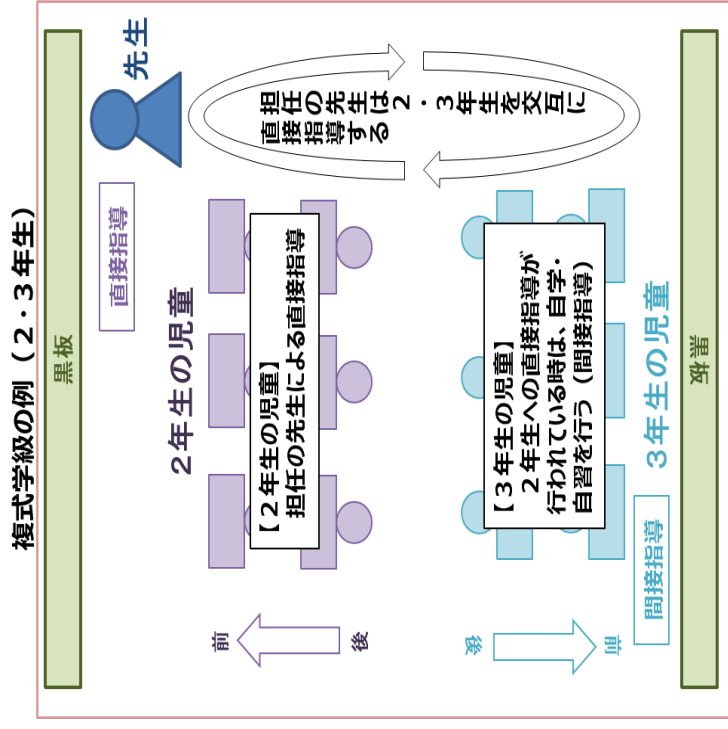 複式学級の例（２・３年生）
黒板
先生
直接指導
２年生の児童
【２年生の児童】
担任の先生による直接指導
担任の先生は２・３年生を交互に
直接指導する
前
後
【３年生の児童】
２年生への直接指導が
行われている時は、自学・
自習を行う（間接指導）
３年生の児童
間接指導
後
前
黒板